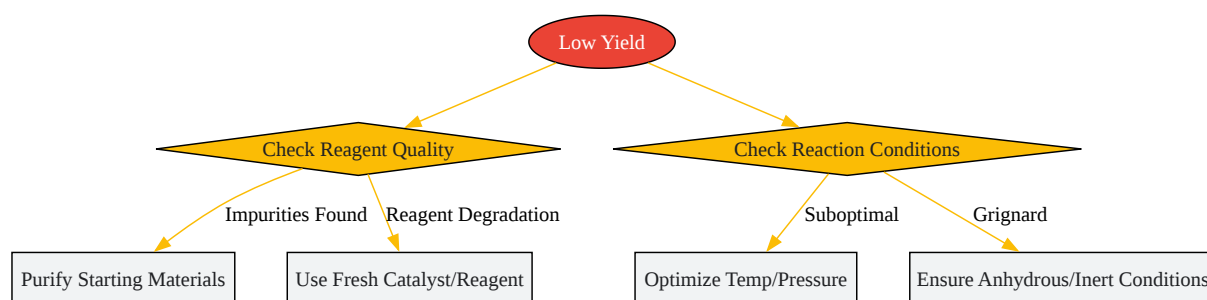 Low Yield
Check Reagent Quality
Check Reaction Conditions
Impurities Found
Reagent Degradation
Suboptimal
Grignard
Purify Starting Materials
Use Fresh Catalyst/Reagent
Optimize Temp/Pressure
Ensure Anhydrous/Inert Conditions